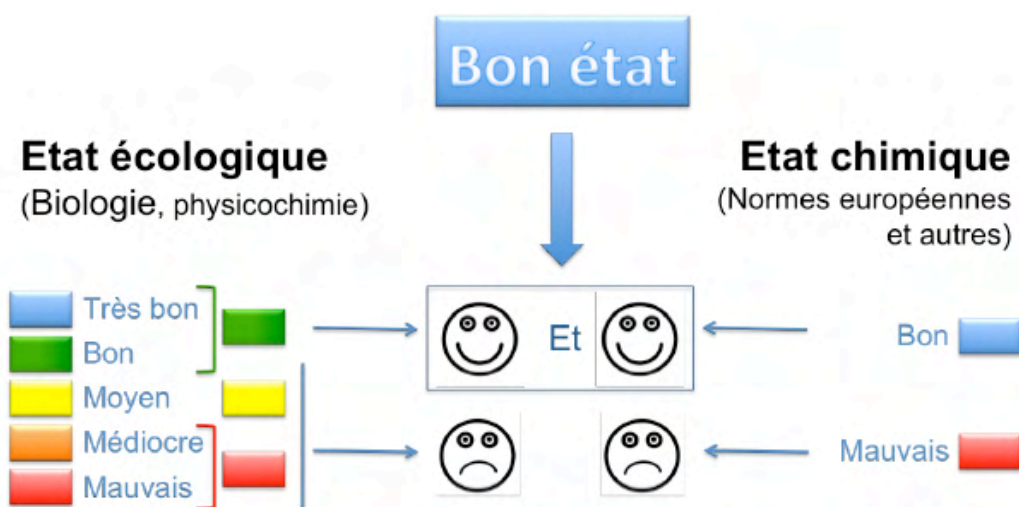 Bon état
Etat écologique
(Biologie, physicochimie)
Etat chimique
(Normes européennes
et autres)
Très bon
Bon
Moyen
Médiocre
Mauvais
Et
Bon
Mauvais